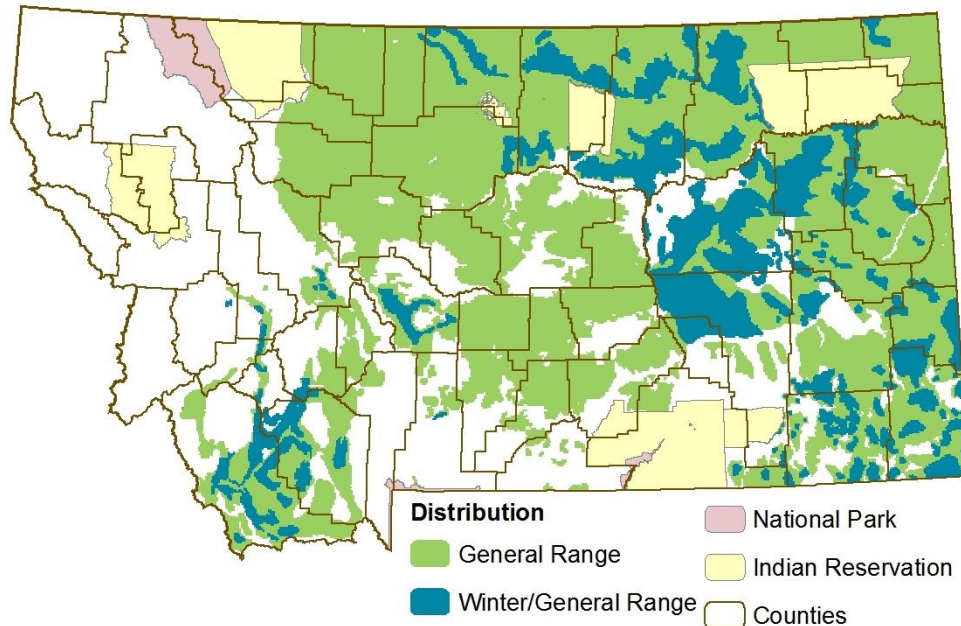 Distribution
General Range
Winter/General Range
National Park
Indian Reservation
Counties